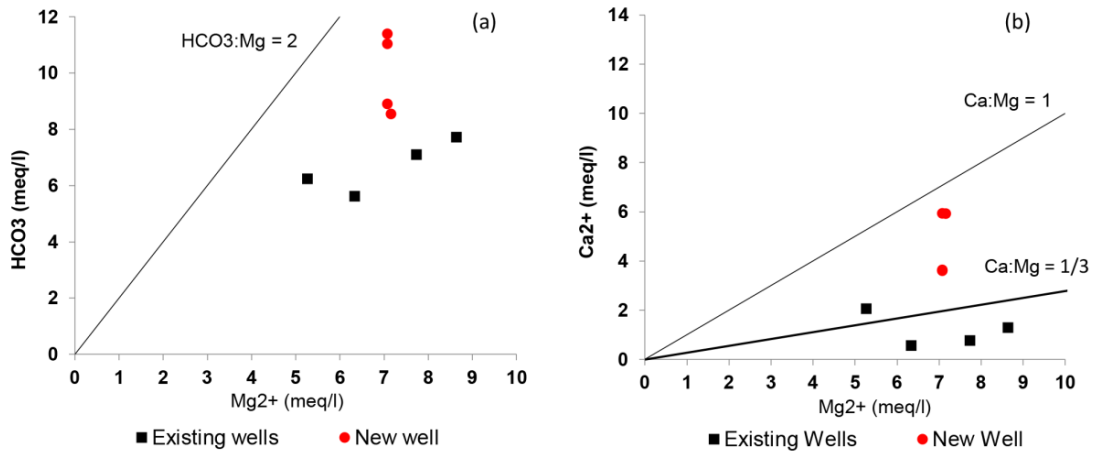 (a)
HCO3:Mg = 2
12
10
8
6
4
2
0
HCO3 (meq/l)
0 1 2 3 4 5 6 7 8 9 10
Mg2+ (meq/l)
Existing wells New well
(b)
Ca:Mg = 1
Ca:Mg = 1/3
14
12
10
8
6
4
2
0
Ca2+ (meq/l)
0 1 2 3 4 5 6 7 8 9 10
Mg2+ (meq/l)
Existing Wells New Well